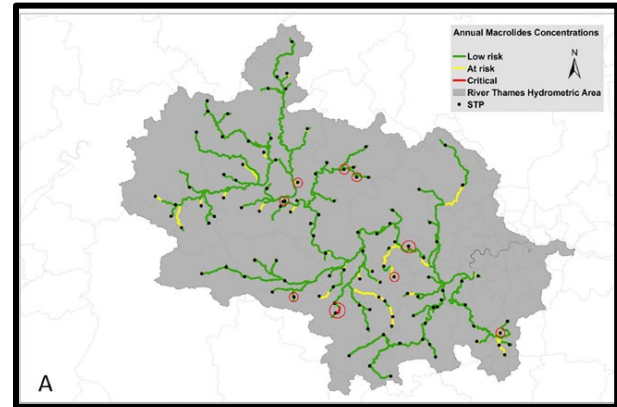 Annual Macrolides Concentrations
N
Low risk
At risk
Critical
River Thames Hydrometric Area
STP
A